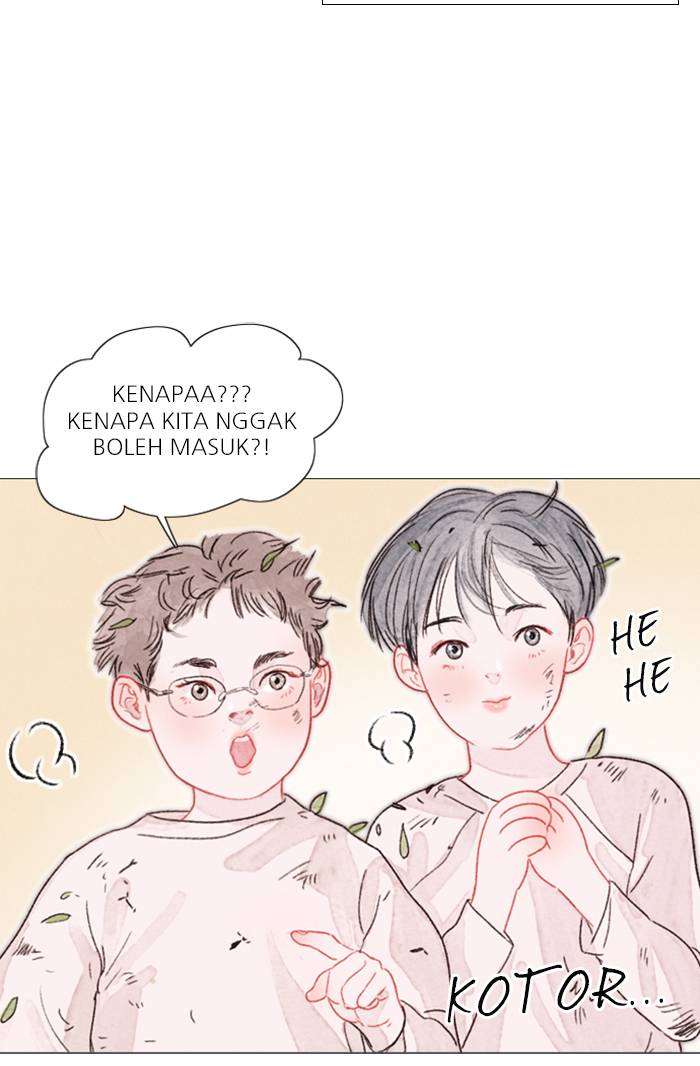 KENAPAA???
KENAPA KITA NGGAK
BOLEH MASUK?!
HE
HE
KOTOR...